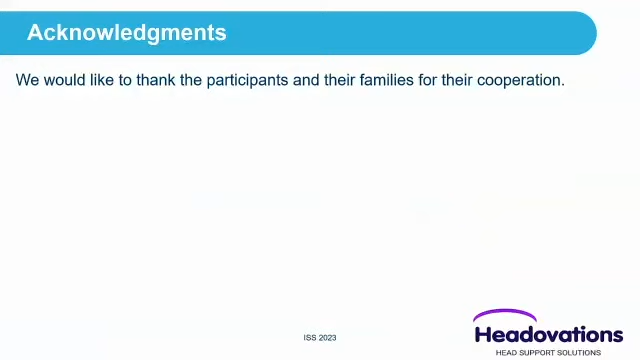 Acknowledgments
We would like to thank the participants and their families for their cooperation.
ISS 2023
Headovations
HEAD SUPPORT SOLUTIONS